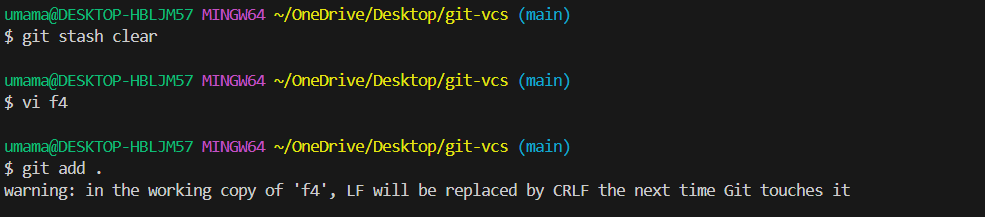 umama@DESKTOP-HBLJM57 MINGW64 ~/OneDrive/Desktop/git-vcs (main)
$ git stash clear
umama@DESKTOP-HBLJM57 MINGW64 ~/OneDrive/Desktop/git-vcs (main)
$ vi f4
umama@DESKTOP-HBLJM57 MINGW64 ~/OneDrive/Desktop/git-vcs (main)
$ git add .
warning: in the working copy of 'f4', LF will be replaced by CRLF the next time Git touches it